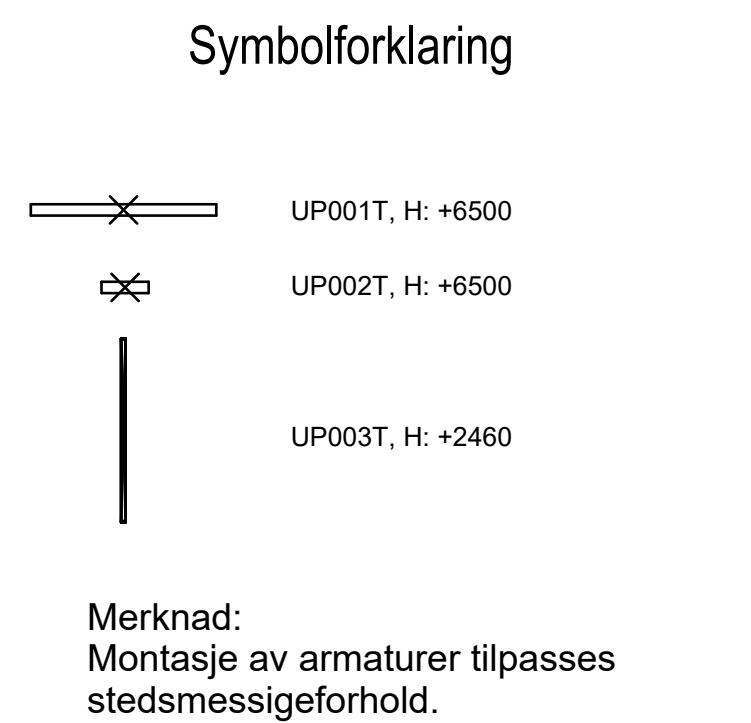 Symbolforklaring
UP001T, H: +6500
UP002T, H: +6500
UP003T, H: +2460
Merknad:
Montasje av armaturer tilpasses
stedsmessigeforhold.